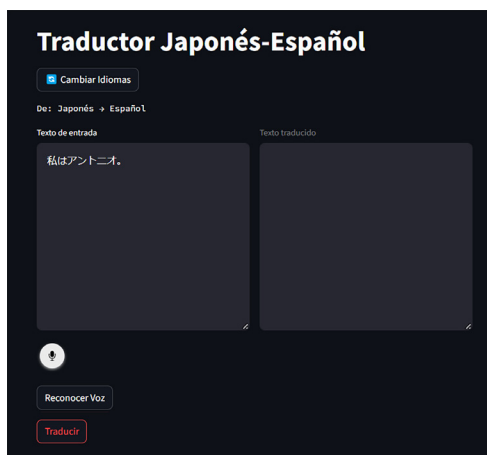 Traductor Japonés-Español
Cambiar Idiomas
De: Japonés → Español
Texto de entrada
Texto traducido
私はアントニオ。
Reconocer Voz
Traducir